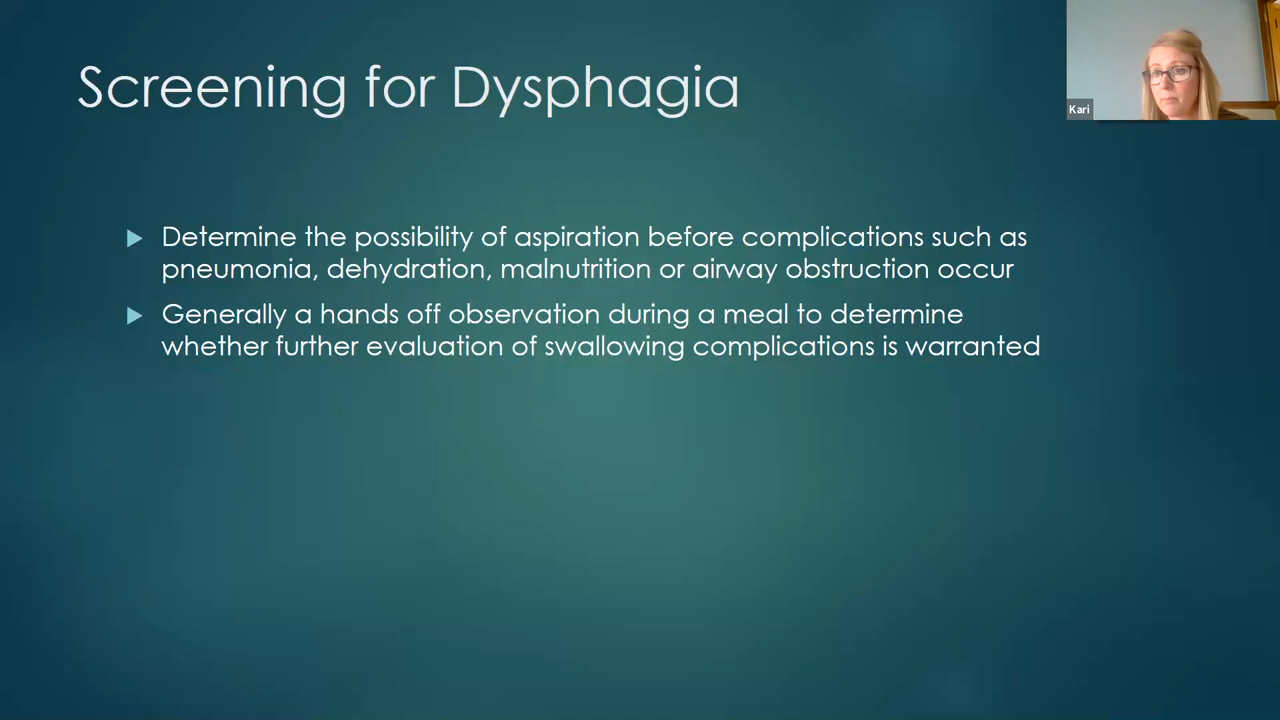 Screening for Dysphagia
Kari
Determine the possibility of aspiration before complications such as
pneumonia, dehydration, malnutrition or airway obstruction occur
Generally a hands off observation during a meal to determine
whether further evaluation of swallowing complications is warranted